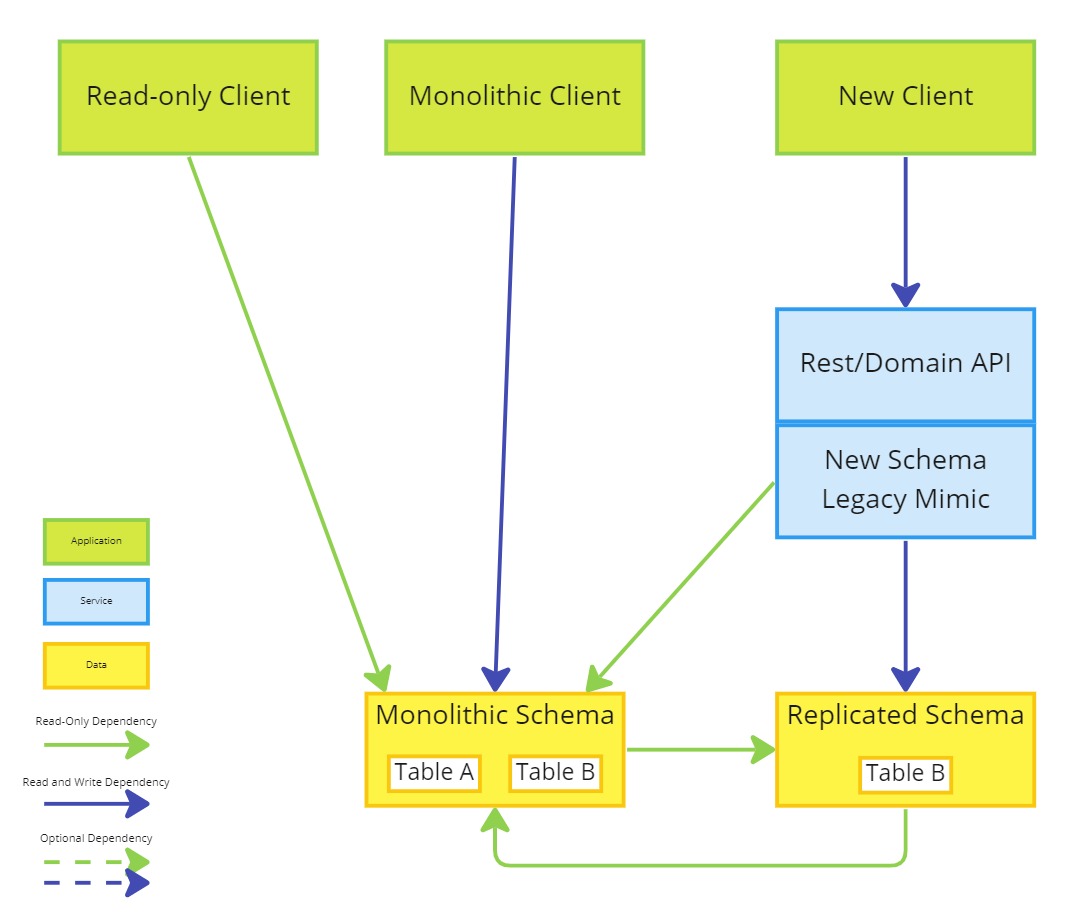 Read-only Client
Monolithic Client
New Client
Rest/Domain API
New Schema
Legacy Mimic
Application
Service
Data
Read-Only Dependency
Read and Write Dependency
Optional Dependency
Monolithic Schema
Table A
Table B
Replicated Schema
Table B